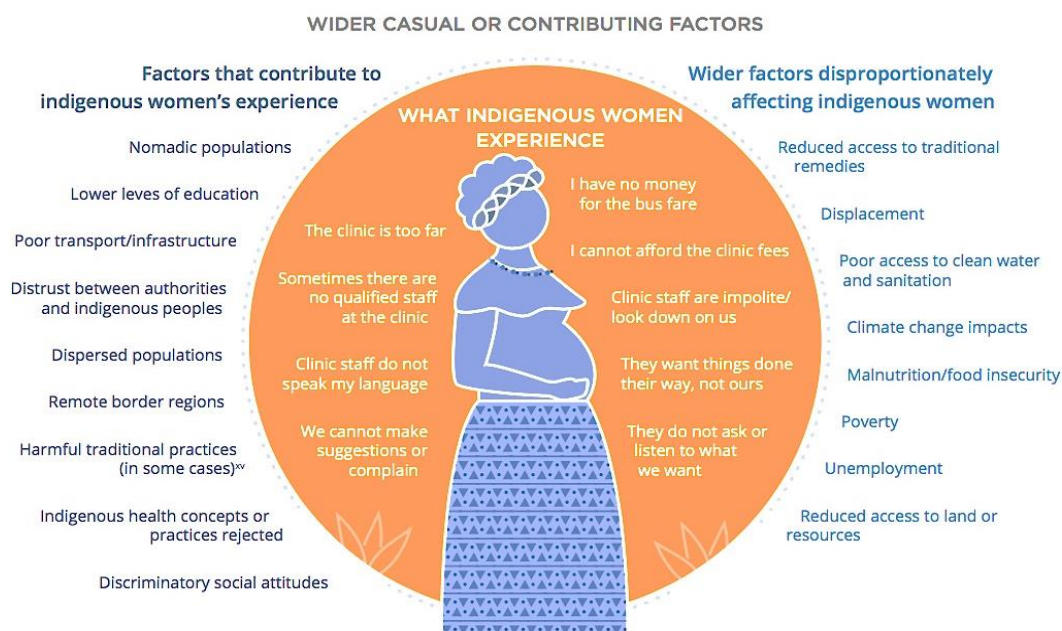 WIDER CASUAL OR CONTRIBUTING FACTORS
Factors that contribute to
indigenous women's experience
Nomadic populations
Lower leves of education
Poor transport/infrastructure
Distrust between authorities
and indigenous peoples
Dispersed populations
Remote border regions
Harmful traditional practices
(in some cases)xv
Indigenous health concepts or
practices rejected
Discriminatory social attitudes
WHAT INDIGENOUS WOMEN
EXPERIENCE
The clinic is too far
Sometimes there are
no qualified staff
at the clinic
Clinic staff do not
speak my language
We cannot make
suggestions or
complain
I have no money
for the bus fare
I cannot afford the clinic fees
Clinic staff are impolite/
look down on us
They want things done
their way, not ours
They do not ask or
listen to what
we want
Wider factors disproportionately
affecting indigenous women
Reduced access to traditional
remedies
Displacement
Poor access to clean water
and sanitation
Climate change impacts
Malnutrition/food insecurity
Poverty
Unemployment
Reduced access to land or
resources